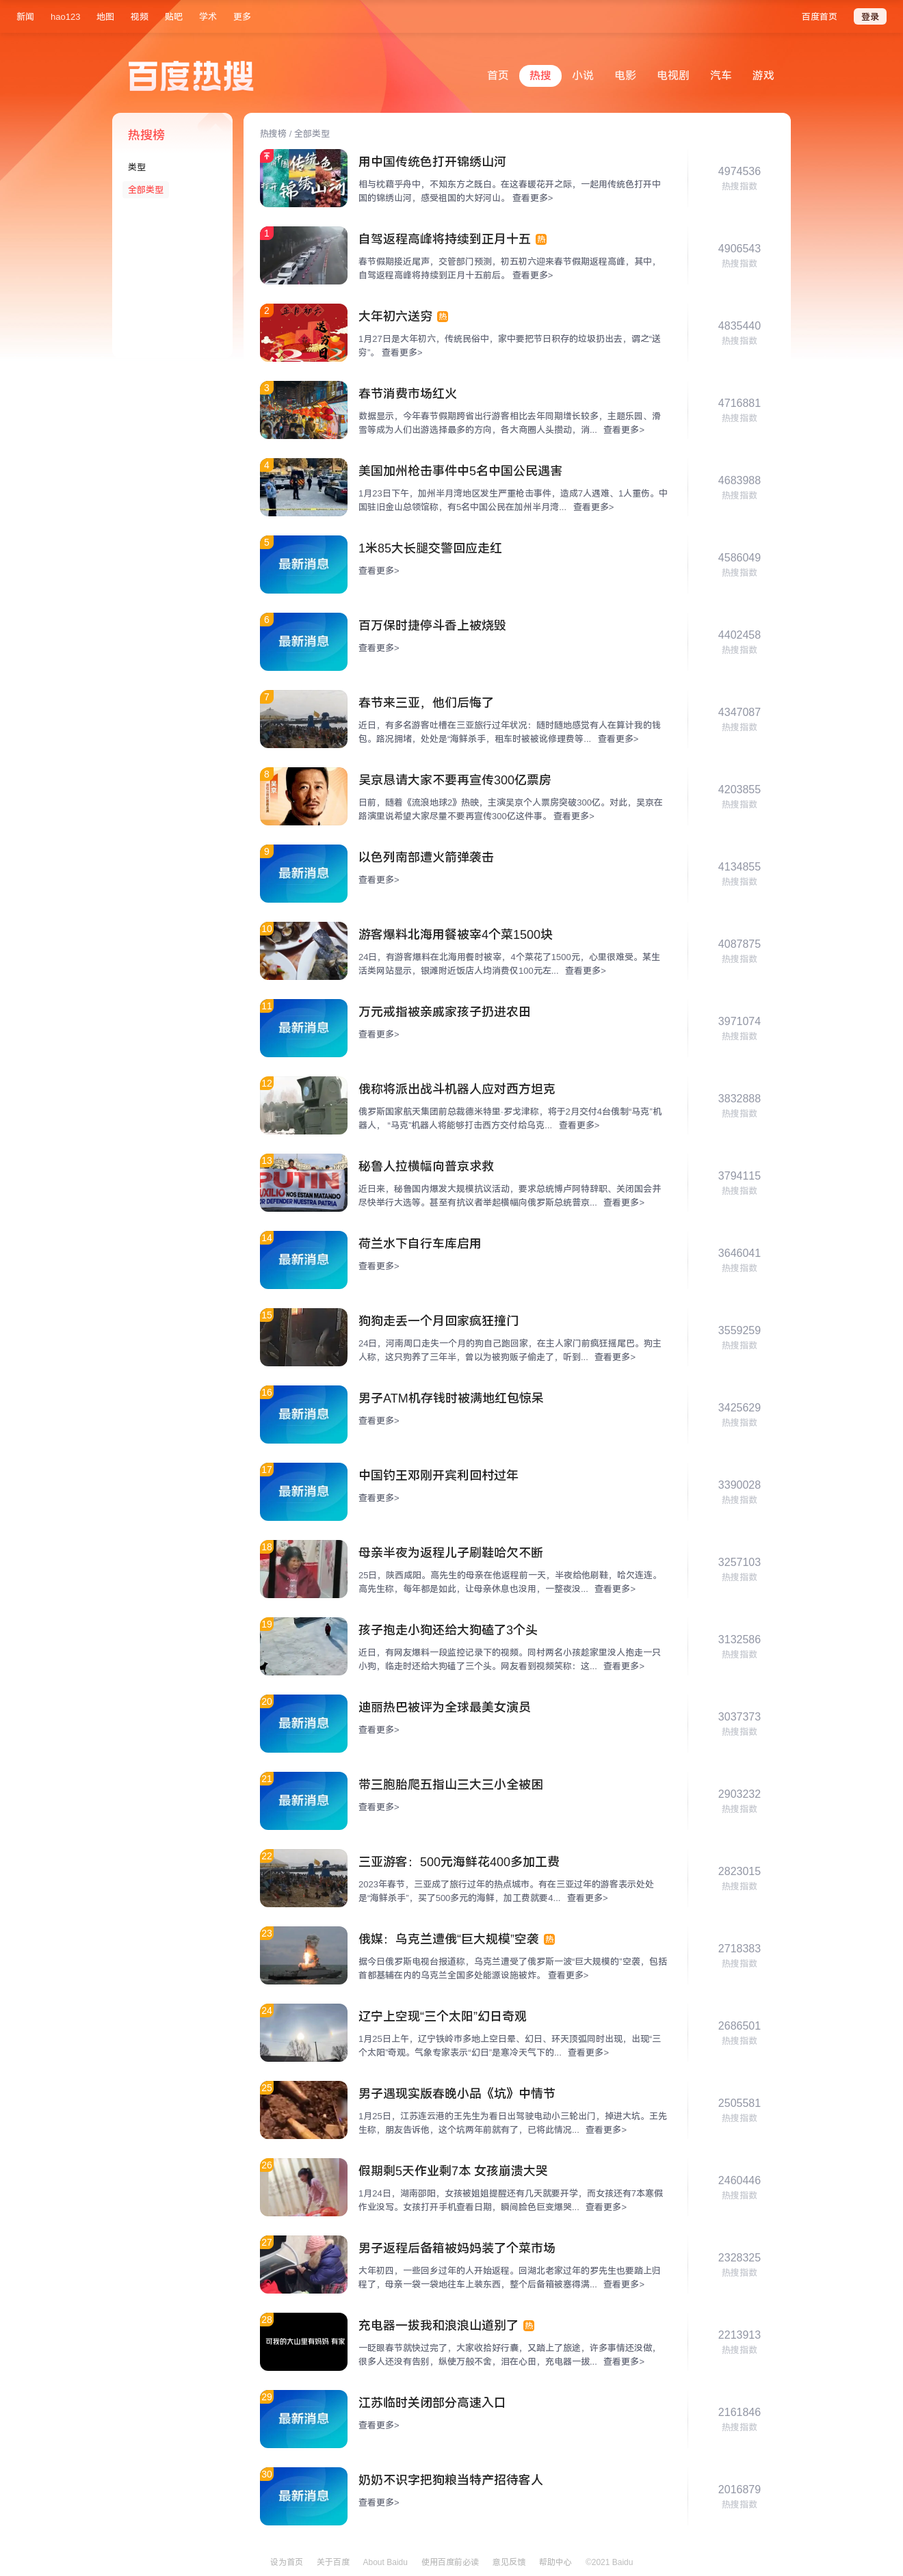 新闻 hao123 地图 视频 贴吧 学术 更多 百度首页 登录
百度热搜
首页 热搜 小说 电影 电视剧 汽车 游戏
热搜榜
类型
全部类型
热搜榜 / 全部类型
中国传统色
打开
锦绣山河
用中国传统色打开锦绣山河
相与枕藉乎舟中，不知东方之既白。在这春暖花开之际，一起用传统色打开中
国的锦绣山河，感受祖国的大好河山。 查看更多>
4974536
热搜指数
1
自驾返程高峰将持续到正月十五 热
春节假期接近尾声，交管部门预测，初五初六迎来春节假期返程高峰，其中，
自驾返程高峰将持续到正月十五前后。 查看更多>
4906543
热搜指数
2
大年初六送穷 热
1月27日是大年初六，传统民俗中，家中要把节日积存的垃圾扔出去，谓之“送
穷”。 查看更多>
4835440
热搜指数
3
春节消费市场红火
数据显示，今年春节假期跨省出行游客相比去年同期增长较多，主题乐园、滑
雪等成为人们出游选择最多的方向，各大商圈人头攒动，消... 查看更多>
4716881
热搜指数
4
美国加州枪击事件中5名中国公民遇害
1月23日下午，加州半月湾地区发生严重枪击事件，造成7人遇难、1人重伤。中
国驻旧金山总领馆称，有5名中国公民在加州半月湾... 查看更多>
4683988
热搜指数
5
最新消息
1米85大长腿交警回应走红
查看更多>
4586049
热搜指数
6
最新消息
百万保时捷停斗香上被烧毁
查看更多>
4402458
热搜指数
7
春节来三亚，他们后悔了
近日，有多名游客吐槽在三亚旅行过年状况：随时随地感觉有人在算计我的钱
包。路况拥堵，处处是“海鲜杀手，租车时被被讹修理费等... 查看更多>
4347087
热搜指数
8
吴京恳请大家不要再宣传300亿票房
日前，随着《流浪地球2》热映，主演吴京个人票房突破300亿。对此，吴京在
路演里说希望大家尽量不要再宣传300亿这件事。 查看更多>
4203855
热搜指数
9
最新消息
以色列南部遭火箭弹袭击
查看更多>
4134855
热搜指数
10
游客爆料北海用餐被宰4个菜1500块
24日，有游客爆料在北海用餐时被宰，4个菜花了1500元，心里很难受。某生
活类网站显示，银滩附近饭店人均消费仅100元左... 查看更多>
4087875
热搜指数
11
最新消息
万元戒指被亲戚家孩子扔进农田
查看更多>
3971074
热搜指数
12
俄称将派出战斗机器人应对西方坦克
俄罗斯国家航天集团前总裁德米特里·罗戈津称，将于2月交付4台俄制“马克”机
器人，“马克”机器人将能够打击西方交付给乌克... 查看更多>
3832888
热搜指数
13
PUTIN
AUXILIO NOS ESTAN MATANDO
POR DEFENDER NUESTRA PATRIA
秘鲁人拉横幅向普京求救
近日来，秘鲁国内爆发大规模抗议活动，要求总统博卢阿特辞职、关闭国会并
尽快举行大选等。甚至有抗议者举起横幅向俄罗斯总统普京... 查看更多>
3794115
热搜指数
14
最新消息
荷兰水下自行车库启用
查看更多>
3646041
热搜指数
15
狗狗走丢一个月回家疯狂撞门
24日，河南周口走失一个月的狗自己跑回家，在主人家门前疯狂摇尾巴。狗主
人称，这只狗养了三年半，曾以为被狗贩子偷走了，听到... 查看更多>
3559259
热搜指数
16
最新消息
男子ATM机存钱时被满地红包惊呆
查看更多>
3425629
热搜指数
17
最新消息
中国钓王邓刚开宾利回村过年
查看更多>
3390028
热搜指数
18
母亲半夜为返程儿子刷鞋哈欠不断
25日，陕西咸阳。高先生的母亲在他返程前一天，半夜给他刷鞋，哈欠连连。
高先生称，每年都是如此，让母亲休息也没用，一整夜没... 查看更多>
3257103
热搜指数
19
孩子抱走小狗还给大狗磕了3个头
近日，有网友爆料一段监控记录下的视频。同村两名小孩趁家里没人抱走一只
小狗，临走时还给大狗磕了三个头。网友看到视频笑称：这... 查看更多>
3132586
热搜指数
20
最新消息
迪丽热巴被评为全球最美女演员
查看更多>
3037373
热搜指数
21
最新消息
带三胞胎爬五指山三大三小全被困
查看更多>
2903232
热搜指数
22
三亚游客：500元海鲜花400多加工费
2023年春节，三亚成了旅行过年的热点城市。有在三亚过年的游客表示处处
是“海鲜杀手”，买了500多元的海鲜，加工费就要4... 查看更多>
2823015
热搜指数
23
俄媒：乌克兰遭俄“巨大规模”空袭 热
据今日俄罗斯电视台报道称，乌克兰遭受了俄罗斯一波“巨大规模的”空袭，包括
首都基辅在内的乌克兰全国多处能源设施被炸。 查看更多>
2718383
热搜指数
24
辽宁上空现“三个太阳”幻日奇观
1月25日上午，辽宁铁岭市多地上空日晕、幻日、环天顶弧同时出现，出现“三
个太阳”奇观。气象专家表示“幻日”是寒冷天气下的... 查看更多>
2686501
热搜指数
25
男子遇现实版春晚小品《坑》中情节
1月25日，江苏连云港的王先生为看日出驾驶电动小三轮出门，掉进大坑。王先
生称，朋友告诉他，这个坑两年前就有了，已将此情况... 查看更多>
2505581
热搜指数
26
假期剩5天作业剩7本 女孩崩溃大哭
1月24日，湖南邵阳，女孩被姐姐提醒还有几天就要开学，而女孩还有7本寒假
作业没写。女孩打开手机查看日期，瞬间脸色巨变爆哭... 查看更多>
2460446
热搜指数
27
男子返程后备箱被妈妈装了个菜市场
大年初四，一些回乡过年的人开始返程。回湖北老家过年的罗先生也要踏上归
程了，母亲一袋一袋地往车上装东西，整个后备箱被塞得满... 查看更多>
2328325
热搜指数
28
可我的大山里有妈妈 有家
充电器一拔我和浪浪山道别了 热
一眨眼春节就快过完了，大家收拾好行囊，又踏上了旅途，许多事情还没做，
很多人还没有告别，纵使万般不舍，泪在心田，充电器一拔... 查看更多>
2213913
热搜指数
29
最新消息
江苏临时关闭部分高速入口
查看更多>
2161846
热搜指数
30
最新消息
奶奶不识字把狗粮当特产招待客人
查看更多>
2016879
热搜指数
设为首页 关于百度 About Baidu 使用百度前必读 意见反馈 帮助中心 ©2021 Baidu